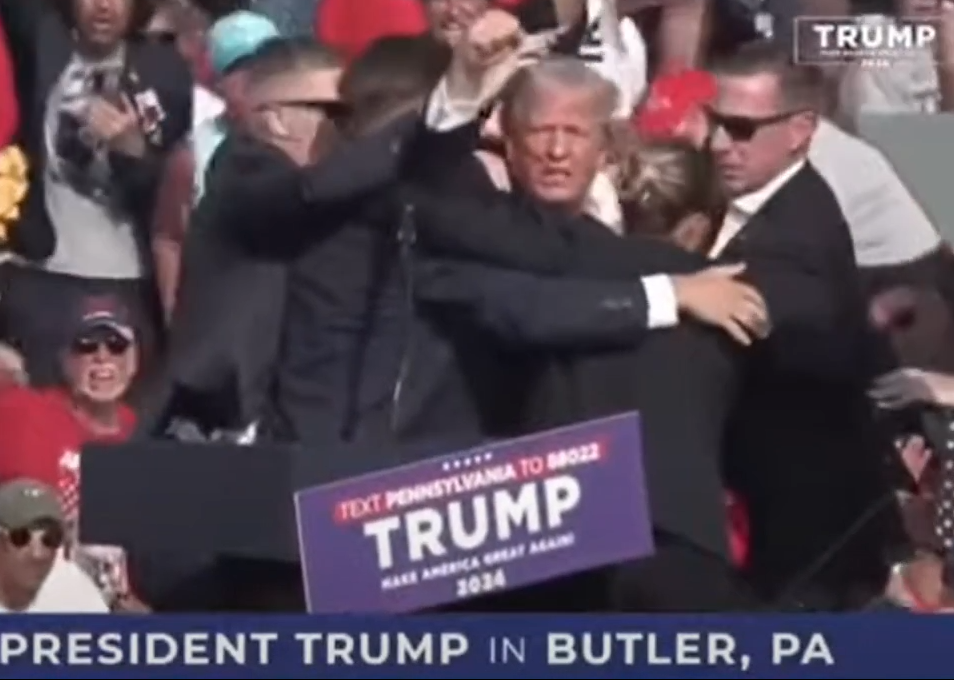 TRUMP
TEXT PENNSYLVANIA TO 88022
TRUMP
MAKE AMERICA GREAT AGAIN!
2024
PRESIDENT TRUMP IN BUTLER, PA